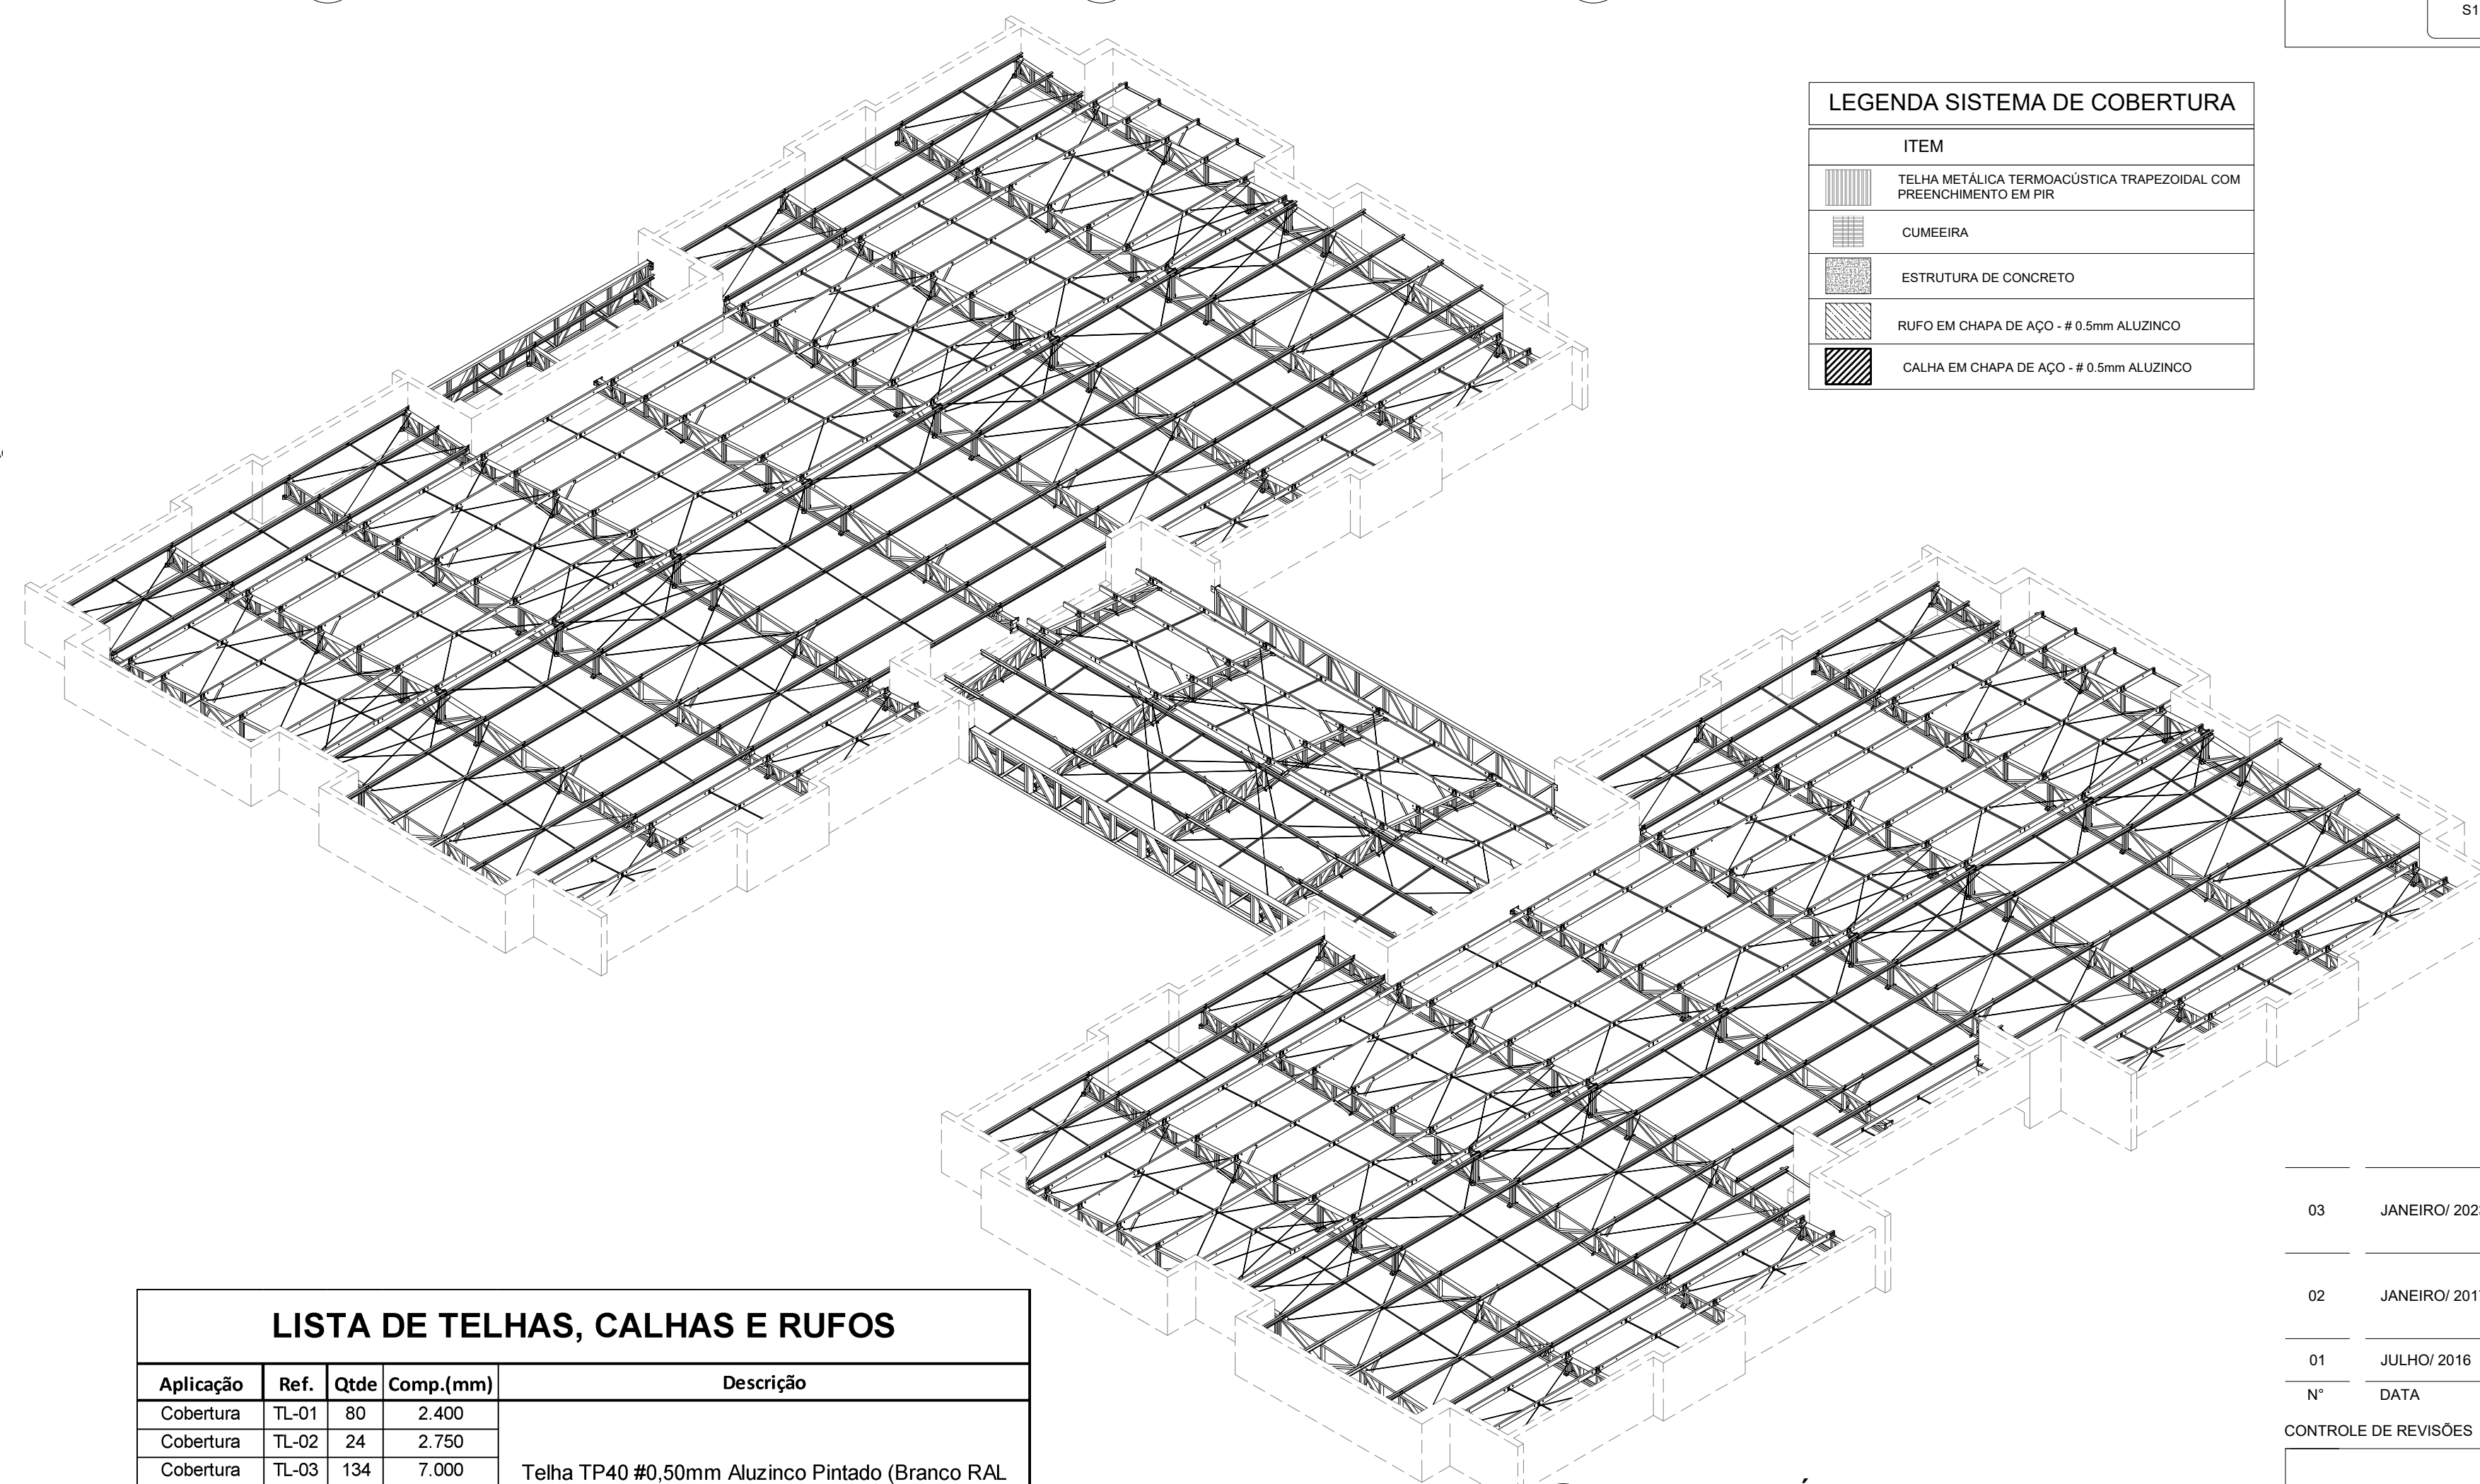 S1
LEGENDA SISTEMA DE COBERTURA
ITEM
TELHA METÁLICA TERMOACÚSTICA TRAPEZOIDAL COM
PREENCHIMENTO EM PIR
CUMEEIRA
ESTRUTURA DE CONCRETO
RUFO EM CHAPA DE AÇO - # 0.5mm ALUZINCO
CALHA EM CHAPA DE AÇO - # 0.5mm ALUZINCO
03 JANEIRO/
02 JANEIRO/
01 JULHO/ 2016
N° DATA
CONTROLE DE REVISÕES
LISTA DE TELHAS, CALHAS E RUFOS
Aplicação Ref. Qtde Comp.(mm) Descrição
Cobertura TL-01 80 2.400
Cobertura TL-02 24 2.750
Cobertura TL-03 134 7.000
Telha TP40 #0,50mm Aluzinco Pintado (Branco RAL